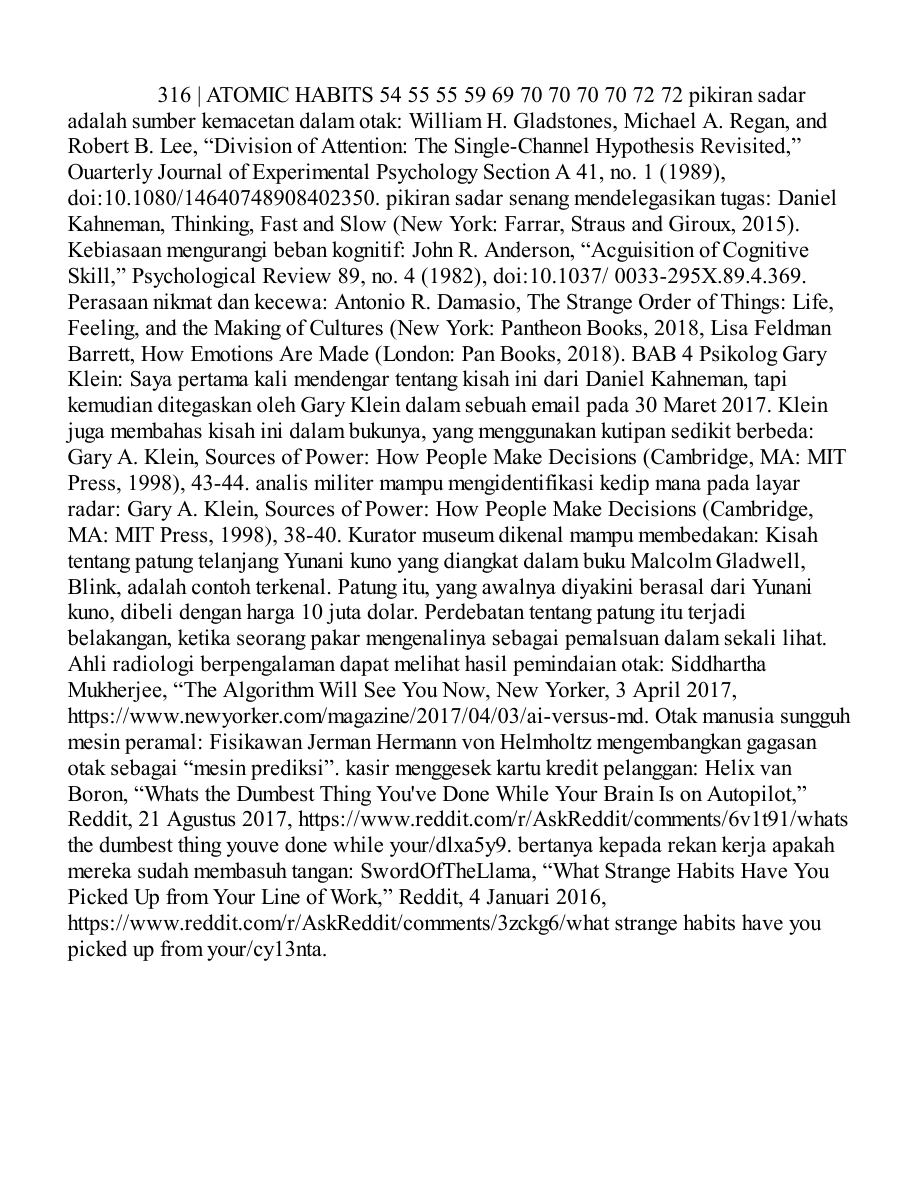 316 | ATOMIC HABITS 54 55 55 59 69 70 70 70 70 72 72 pikiran sadar
adalah sumber kemacetan dalam otak: William H. Gladstones, Michael A. Regan, and
Robert B. Lee, “Division of Attention: The Single-Channel Hypothesis Revisited,”
Ouarterly Journal of Experimental Psychology Section A 41, no. 1 (1989),
doi:10.1080/14640748908402350. pikiran sadar senang mendelegasikan tugas: Daniel
Kahneman, Thinking, Fast and Slow (New York: Farrar, Straus and Giroux, 2015).
Kebiasaan mengurangi beban kognitif: John R. Anderson, “Acguisition of Cognitive
Skill,” Psychological Review 89, no. 4 (1982), doi:10.1037/ 0033-295X.89.4.369.
Perasaan nikmat dan kecewa: Antonio R. Damasio, The Strange Order of Things: Life,
Feeling, and the Making of Cultures (New York: Pantheon Books, 2018, Lisa Feldman
Barrett, How Emotions Are Made (London: Pan Books, 2018). BAB 4 Psikolog Gary
Klein: Saya pertama kali mendengar tentang kisah ini dari Daniel Kahneman, tapi
kemudian ditegaskan oleh Gary Klein dalam sebuah email pada 30 Maret 2017. Klein
juga membahas kisah ini dalam bukunya, yang menggunakan kutipan sedikit berbeda:
Gary A. Klein, Sources of Power: How People Make Decisions (Cambridge, MA: MIT
Press, 1998), 43-44. analis militer mampu mengidentifikasi kedip mana pada layar
radar: Gary A. Klein, Sources of Power: How People Make Decisions (Cambridge,
MA: MIT Press, 1998), 38-40. Kurator museum dikenal mampu membedakan: Kisah
tentang patung telanjang Yunani kuno yang diangkat dalam buku Malcolm Gladwell,
Blink, adalah contoh terkenal. Patung itu, yang awalnya diyakini berasal dari Yunani
kuno, dibeli dengan harga 10 juta dolar. Perdebatan tentang patung itu terjadi
belakangan, ketika seorang pakar mengenalinya sebagai pemalsuan dalam sekali lihat.
Ahli radiologi berpengalaman dapat melihat hasil pemindaian otak: Siddhartha
Mukherjee, “The Algorithm Will See You Now, New Yorker, 3 April 2017,
https://www.newyorker.com/magazine/2017/04/03/ai-versus-md. Otak manusia sungguh
mesin peramal: Fisikawan Jerman Hermann von Helmholtz mengembangkan gagasan
otak sebagai “mesin prediksi”. kasir menggesek kartu kredit pelanggan: Helix van
Boron, “Whats the Dumbest Thing You've Done While Your Brain Is on Autopilot,”
Reddit, 21 Agustus 2017, https://www.reddit.com/r/AskReddit/comments/6v1t91/whats
the dumbest thing youve done while your/dlxa5y9. bertanya kepada rekan kerja apakah
mereka sudah membasuh tangan: SwordOfTheLlama, “What Strange Habits Have You
Picked Up from Your Line of Work,” Reddit, 4 Januari 2016,
https://www.reddit.com/r/AskReddit/comments/3zckg6/what strange habits have you
picked up from your/cy13nta.